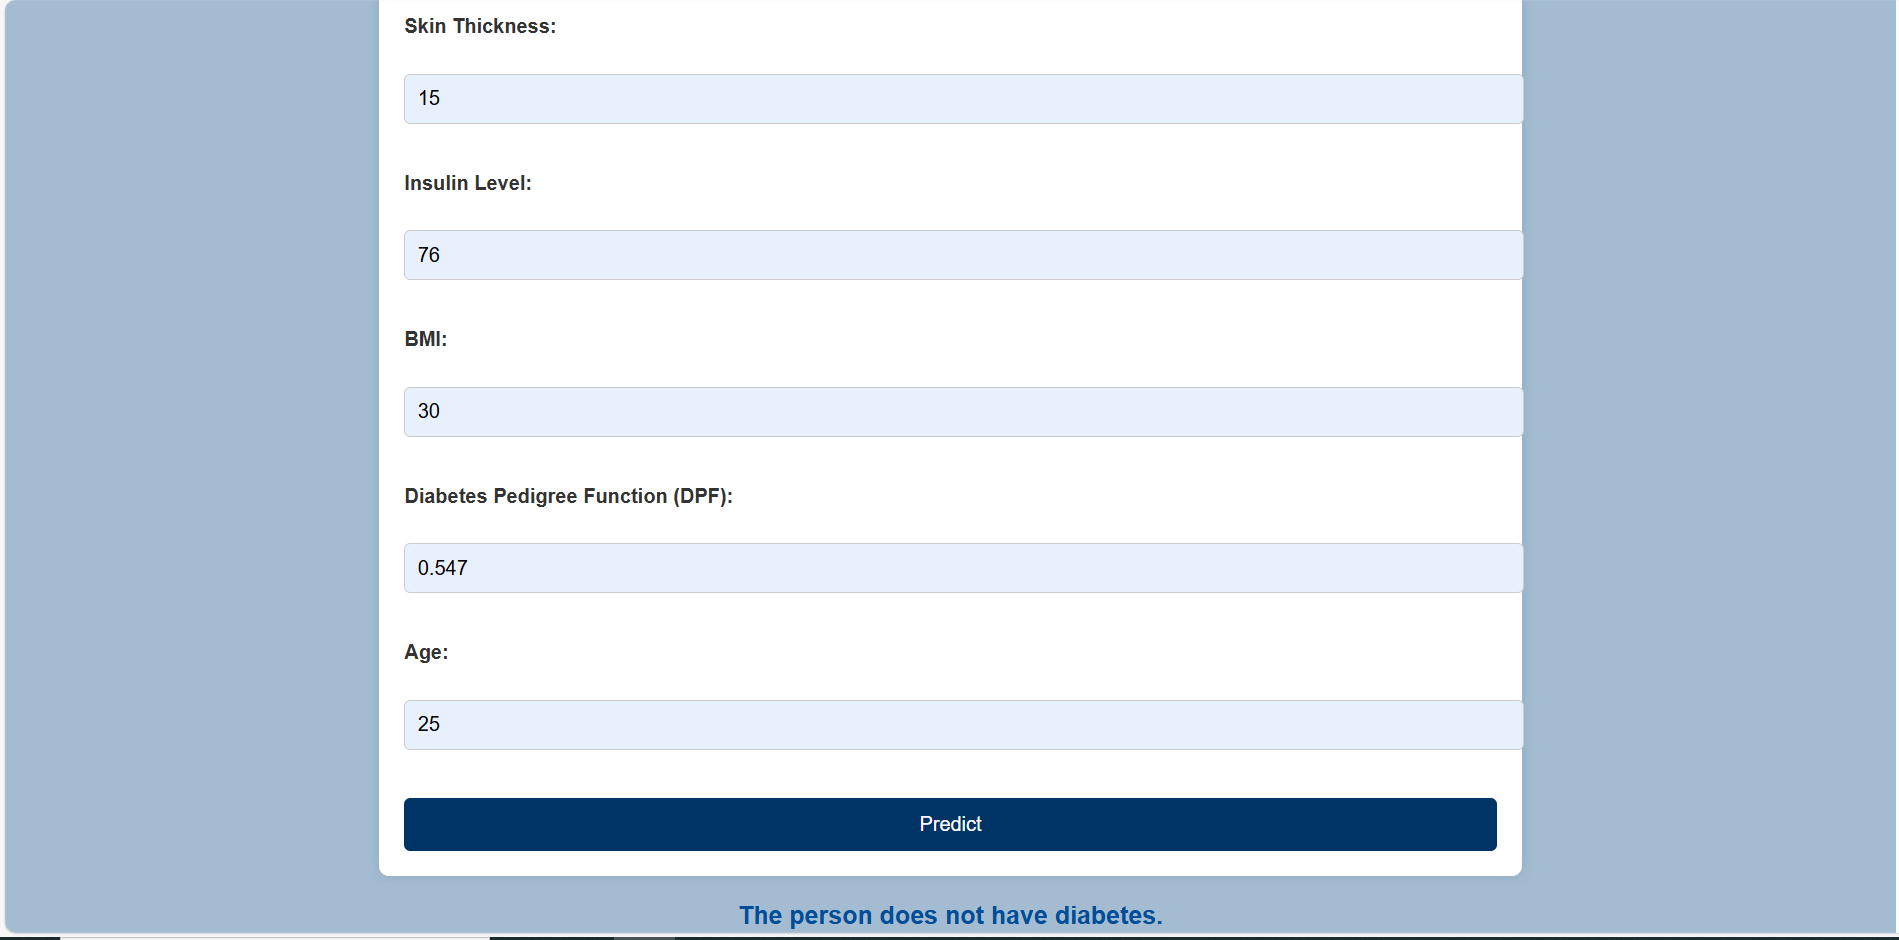 Skin Thickness:
15
Insulin Level:
76
BMI:
30
Diabetes Pedigree Function (DPF):
0.547
Age:
25
Predict
The person does not have diabetes.